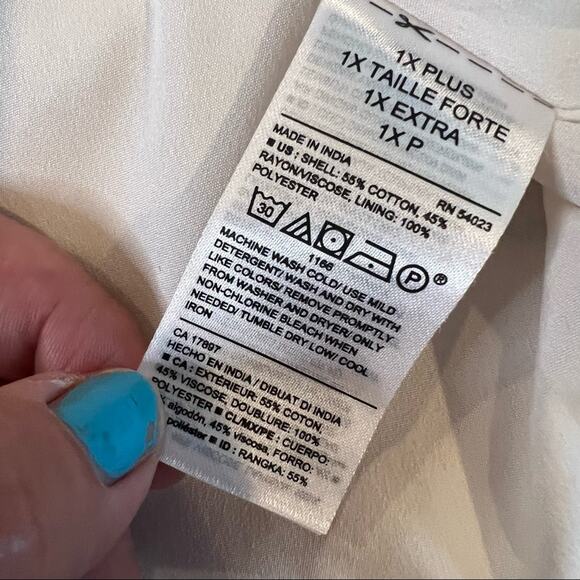 1X PLUS
1X TAILLE FORTE
1X EXTRA
1X P
MADE IN INDIA
RN 54023
■ US : SHELL: 55% COTTON, 45%
RAYON/VISCOSE, LINING: 100%
POLYESTER
30
P ®
1166
MACHINE WASH COLD/ USE MILD
DETERGENT/ WASH AND DRY WITH
LIKE COLORS/ REMOVE PROMPTLY
FROM WASHER AND DRYER/ ONLY
NON-CHLORINE BLEACH WHEN
NEEDED/ TUMBLE DRY LOW/ COOL
IRON
CA 17897
HECHO EN INDIA / DIBUAT DI INDIA
■ CA : EXTÉRIEUR: 55% COTON,
45% VISCOSE, DOUBLURE: 100%
POLYESTER ■ CL/MX/PE : CUERPO:
algodón, 45% viscosa, FORRO:
poliéster ■ ID : RANGKA: 55%